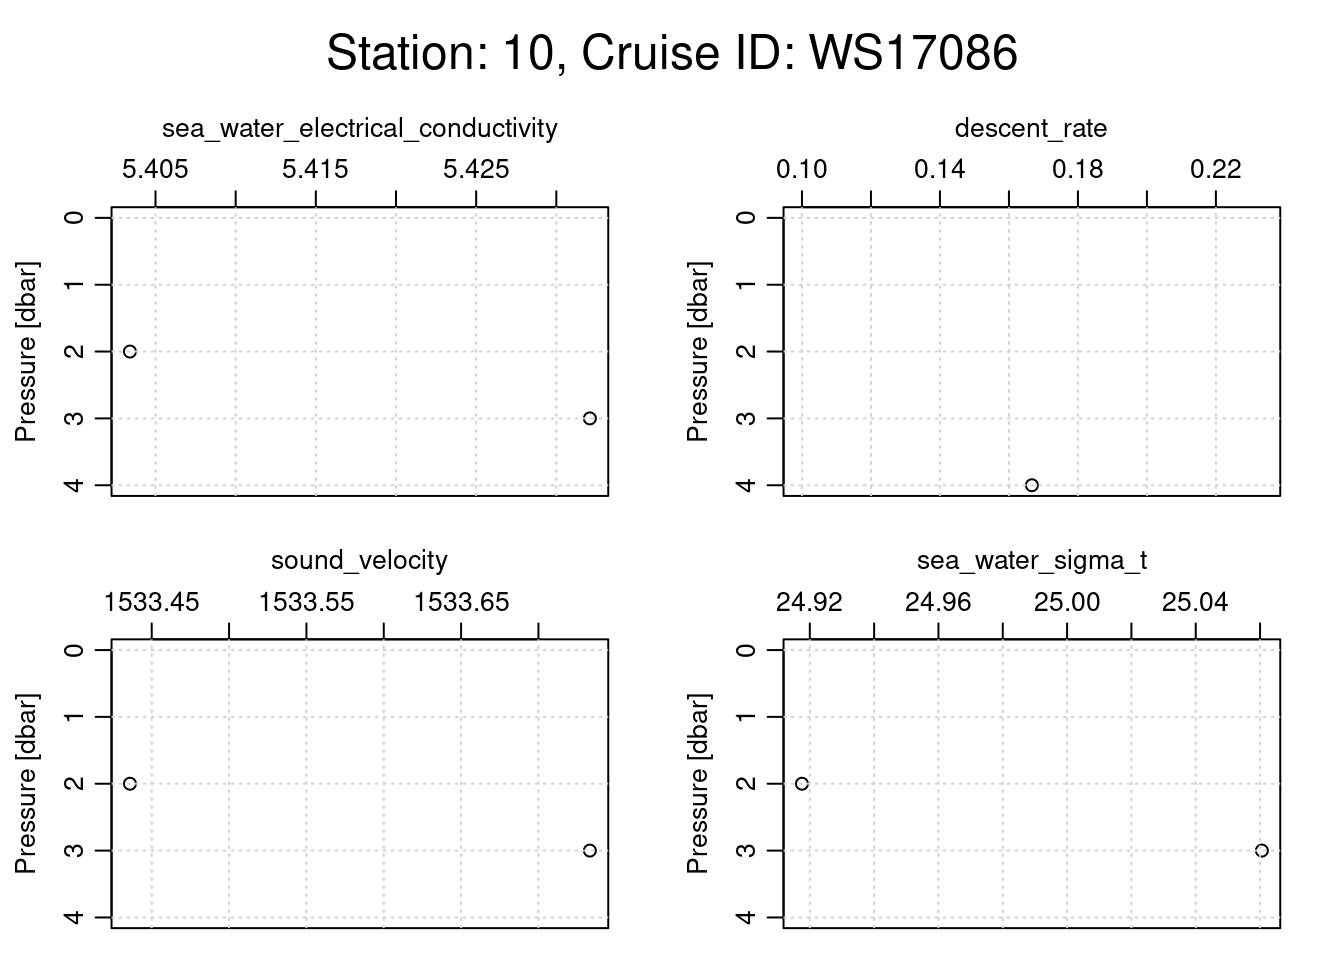 Station: 10, Cruise ID: WS17086
sea_water_electrical_conductivity
5.405 5.415 5.425
Pressure [dbar]
0
1
2
3
4
descent_rate
0.10 0.14 0.18 0.22
Pressure [dbar]
0
1
2
3
4
sound_velocity
1533.45 1533.55 1533.65
Pressure [dbar]
0
1
2
3
4
sea_water_sigma_t
24.92 24.96 25.00 25.04
Pressure [dbar]
0
1
2
3
4